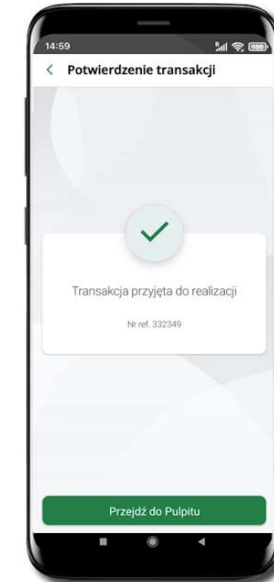 14:59
Potwierdzenie transakcji
Transakcja przyjęta do realizacji
Nr ref. 332349
Przejdź do Pulpitu